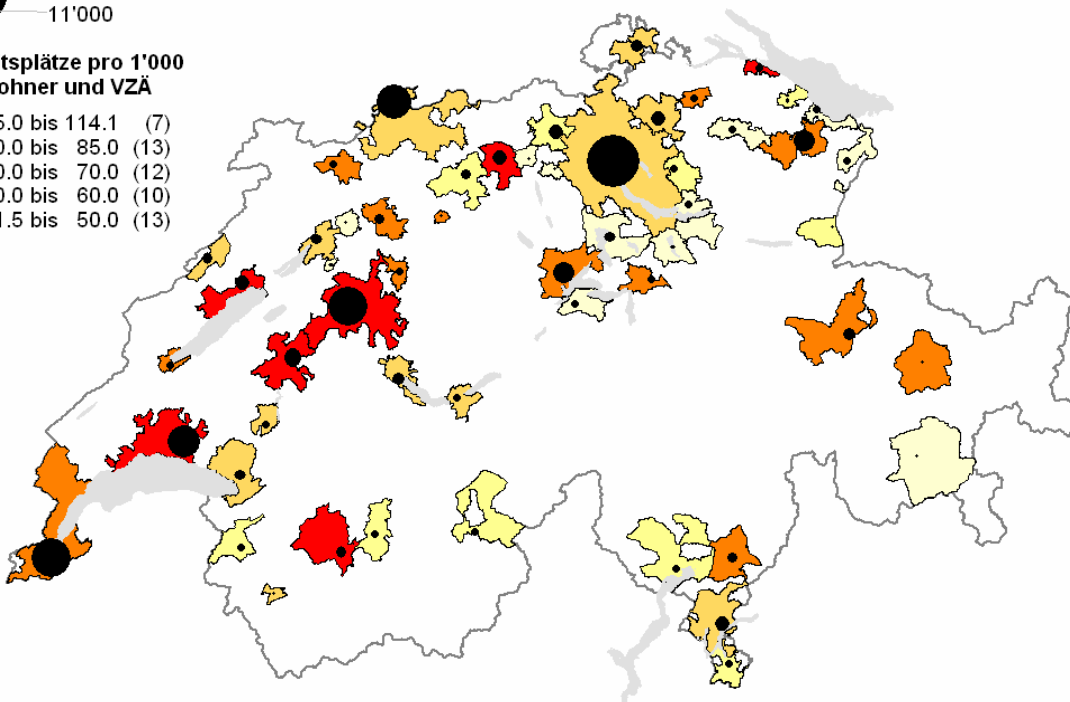 11'000
tsplätze pro 1'000
ohner und VZÄ
5.0 bis 114.1 (7)
0.0 bis 85.0 (13)
0.0 bis 70.0 (12)
0.0 bis 60.0 (10)
1.5 bis 50.0 (13)